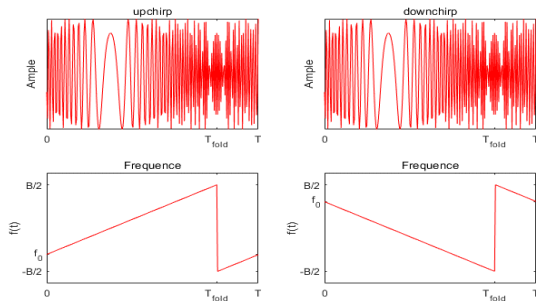 upchirp
Ample
0 T_fold T
downchirp
Ample
0 T_fold T
Frequence
f(t)
B/2
f_0
-B/2
0 T_fold T
Frequence
f(t)
B/2
f_0
-B/2
0 T_fold T